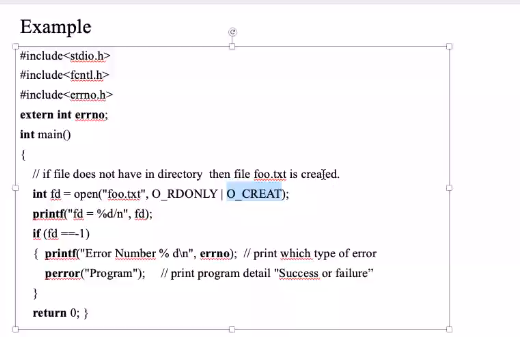 Example
#include<stdio.h>
#include<fcntl.h>
#include<errno.h>
extern int errno;
int main()
{
// if file does not have in directory  then file foo.txt is created.
int fd = open("foo.txt", O_RDONLY | O_CREAT);
printf("fd = %d/n", fd);
if (fd ==-1)
{  printf("Error Number % d\n", errno);  // print which type of error
perror("Program");    // print program detail "Success or failure”
}
return 0; }